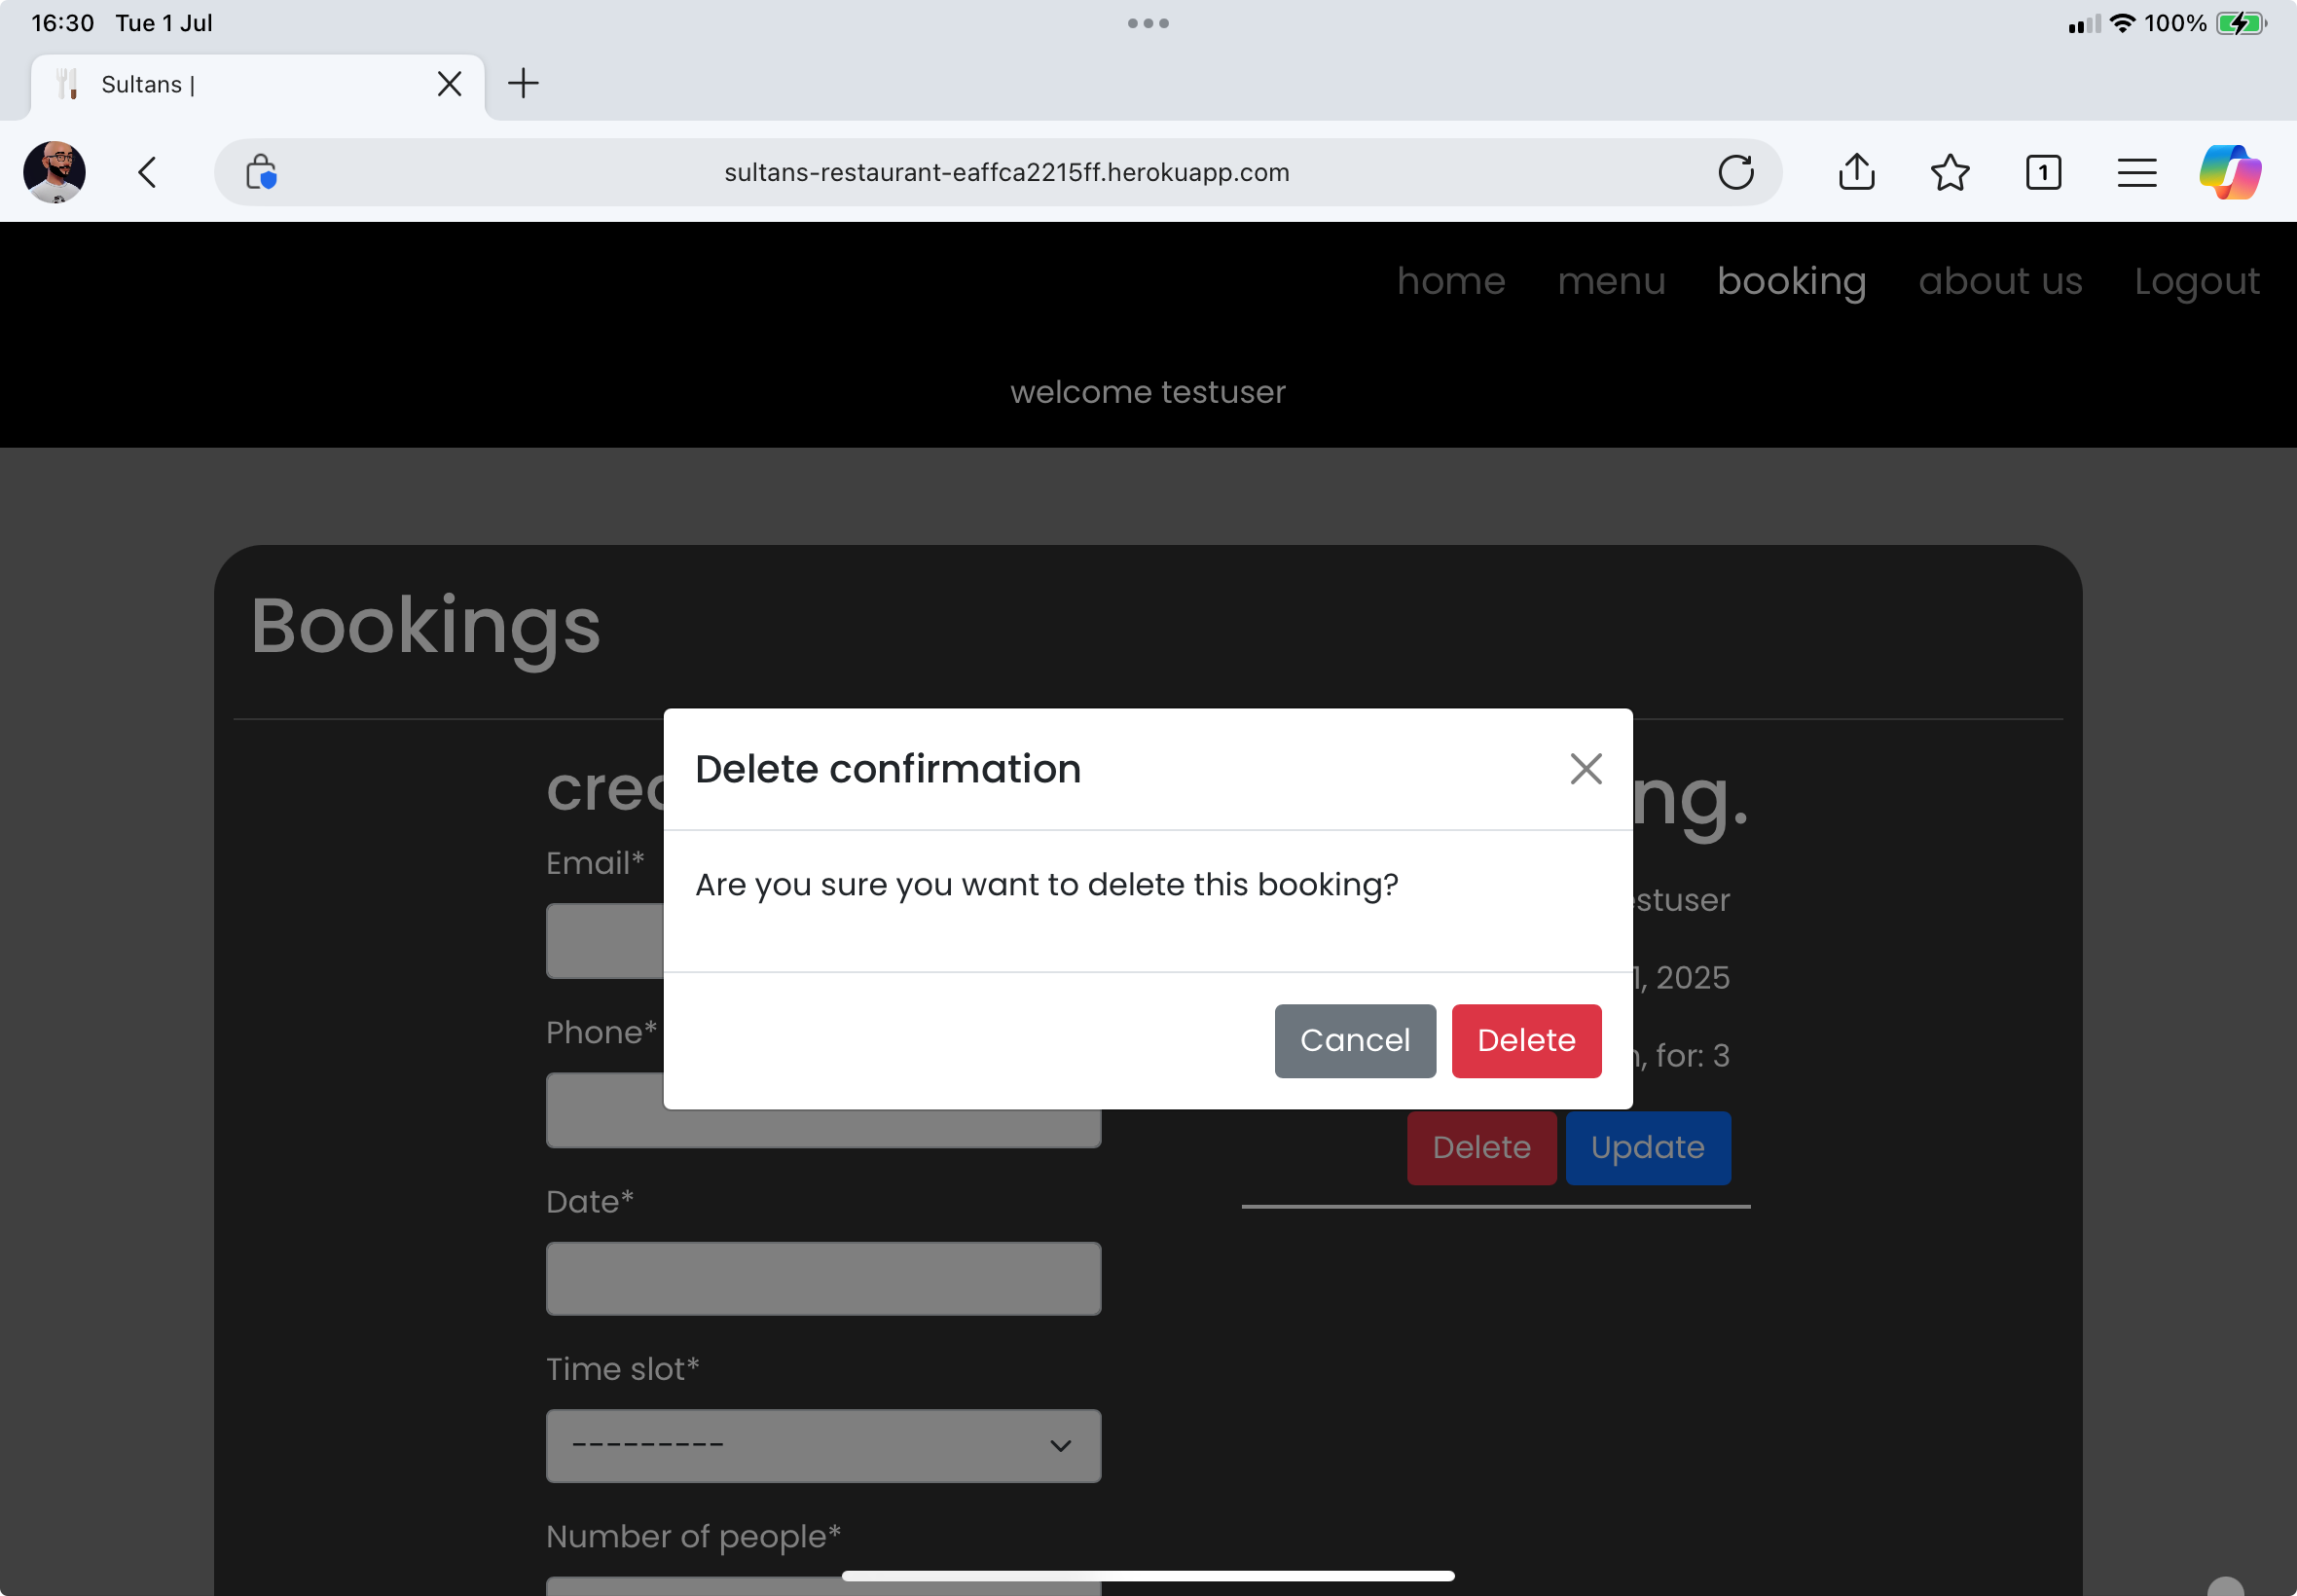 16:30 Tue 1 Jul
100%
Sultans |
sultans-restaurant-eaffca2215ff.herokuapp.com
1
home menu booking about us Logout
welcome testuser
Bookings
Delete confirmation
Are you sure you want to delete this booking?
Cancel Delete
Email*
Phone*
Date*
Time slot*
---------
Number of people*
ng.
stuser
1, 2025
, for: 3
Delete Update